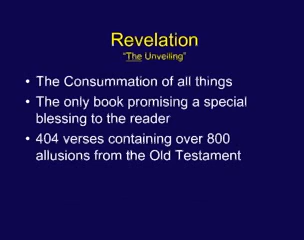 Revelation
"The Unveiling"
• The Consummation of all things
• The only book promising a special
blessing to the reader
• 404 verses containing over 800
allusions from the Old Testament